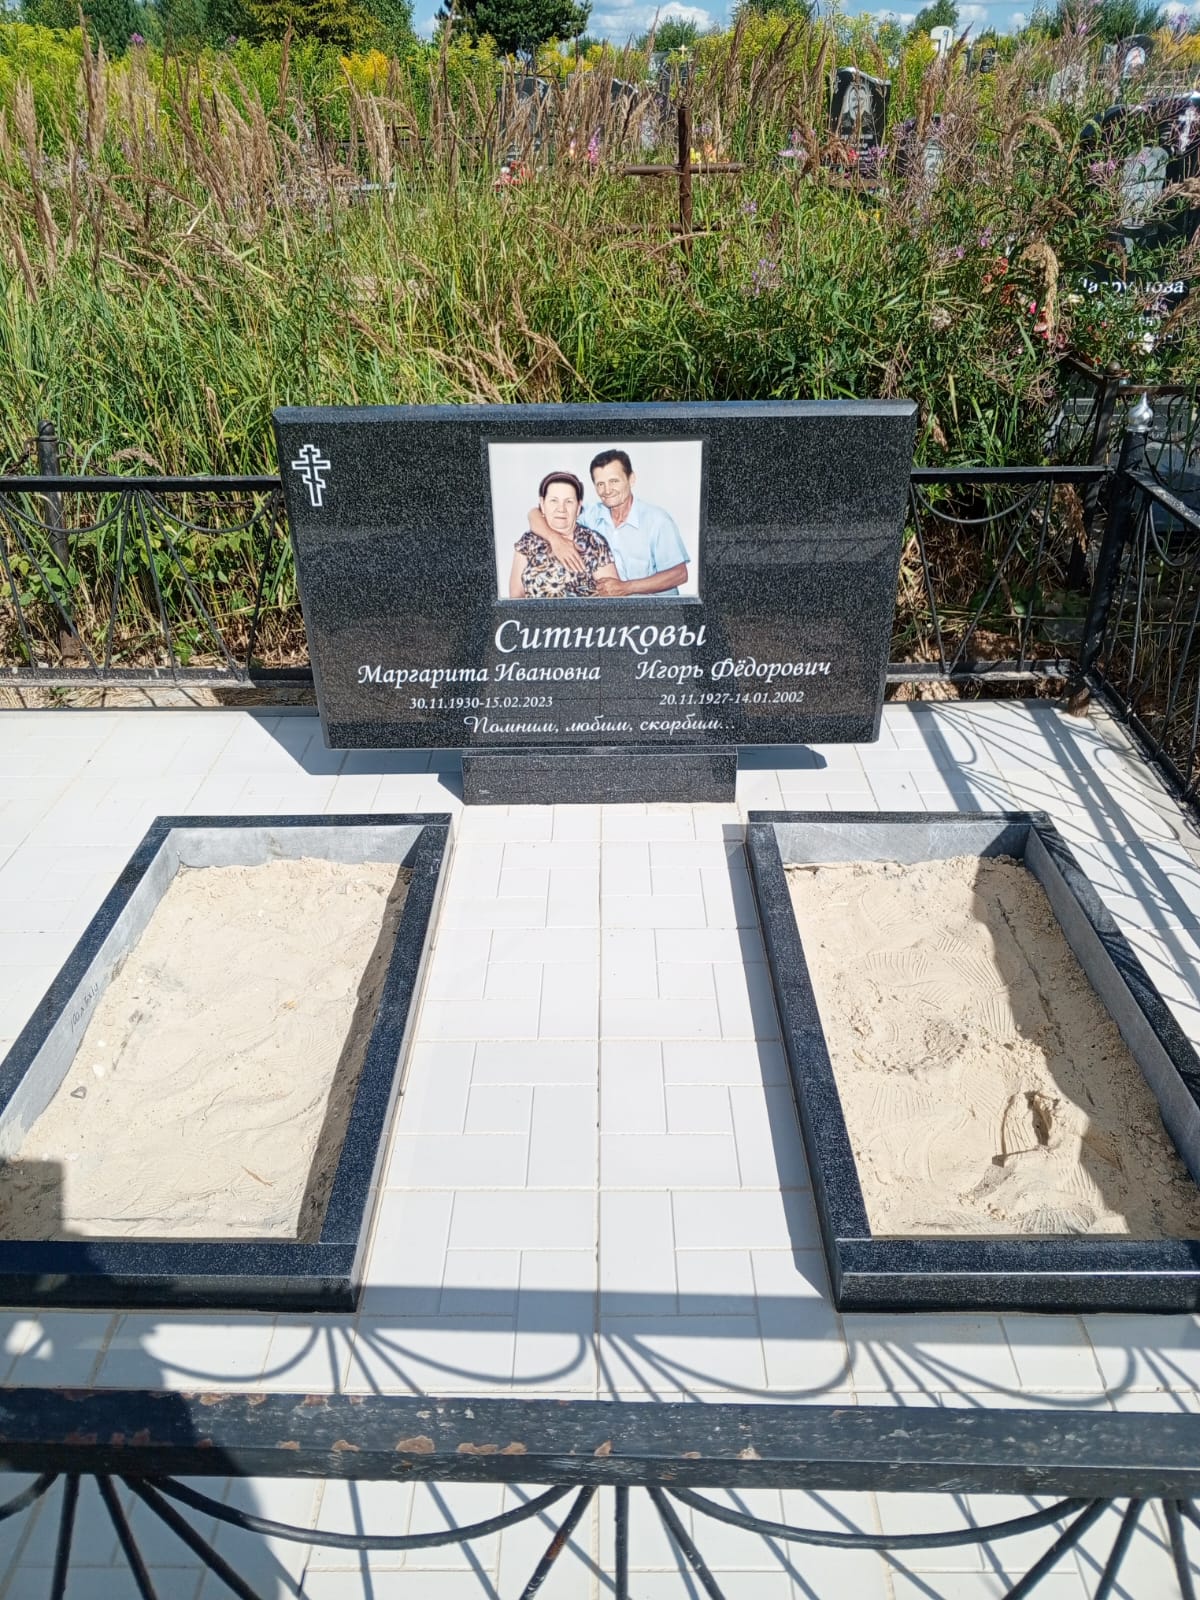 Ситниковы
Маргарита Ивановна Игорь Фёдорович
30.11.1930-15.02.2023 20.11.1927-14.01.2002
Помним, любим, скорбим...